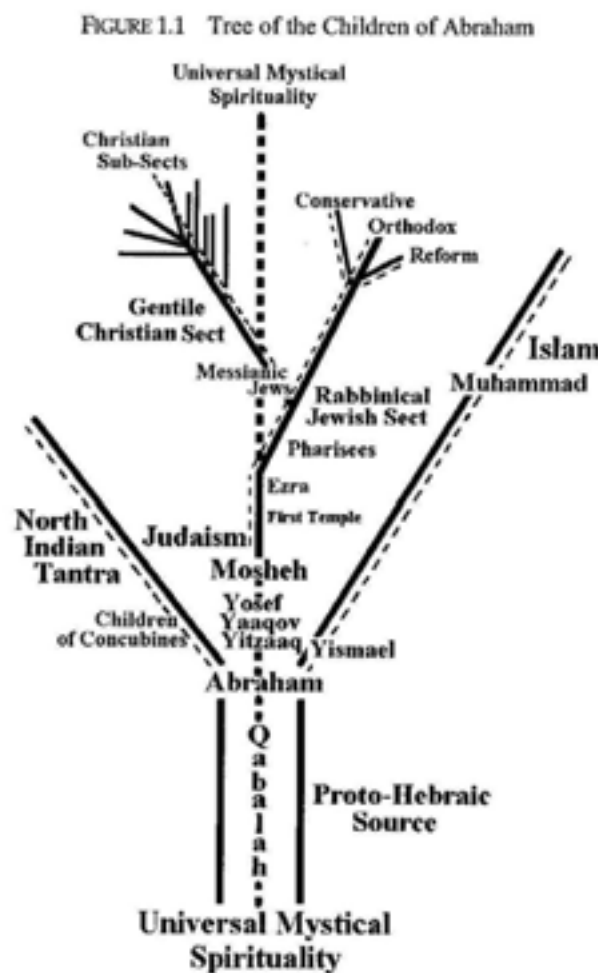 FIGURE 1.1 Tree of the Children of Abraham
Universal Mystical
Spirituality
Christian
Sub-Sects
Conservative
Orthodox
Reform
Gentile
Christian Sect
Islam
Messianic
Jews
Muhammad
Rabbinical
Jewish Sect
Pharisees
Ezra
First Temple
North
Indian
Tantra
Judaism
Mosheh
Yosef
Yaaqov
Yitzaaq
Children
of Concubines
Yismael
Abraham
Qabalah
Proto-Hebraic
Source
Universal Mystical
Spirituality